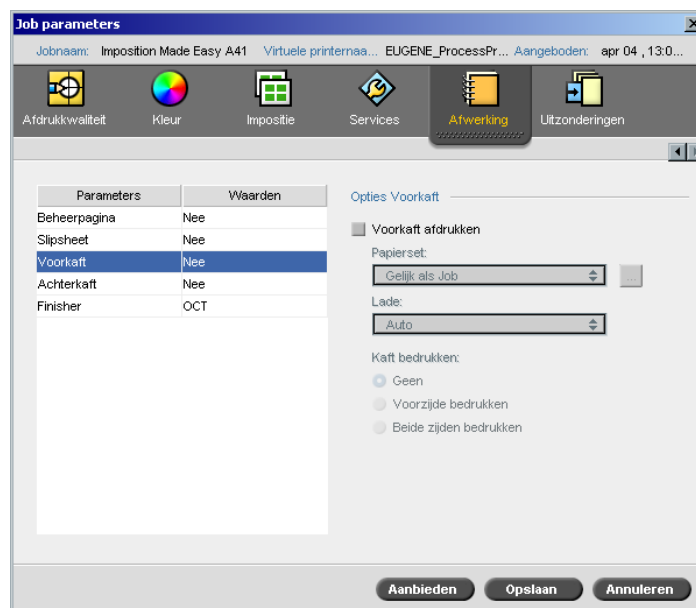 Job parameters
Jobnaam: Imposition Made Easy A41 Virtuele printernaa... EUGENE_ProcessPr... Aangeboden: apr 04 , 13:0...
Afdrukkwaliteit Kleur Impositie Services Afwerking Uitzonderingen
Parameters Waarden
Beheerpagina Nee
Slipsheet Nee
Voorkaft Nee
Achterkaft Nee
Finisher OCT
Opties Voorkaft
Voorkaft afdrukken
Papierset:
Gelijk als Job ...
Lade:
Auto
Kaft bedrukken:
Geen
Voorzijde bedrukken
Beide zijden bedrukken
Aanbieden Opslaan Annuleren